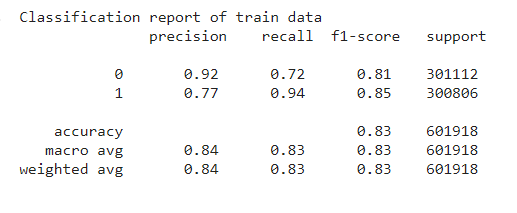 Classification report of train data
precision recall f1-score support
0 0.92 0.72 0.81 301112
1 0.77 0.94 0.85 300806
accuracy 0.83 601918
macro avg 0.84 0.83 0.83 601918
weighted avg 0.84 0.83 0.83 601918